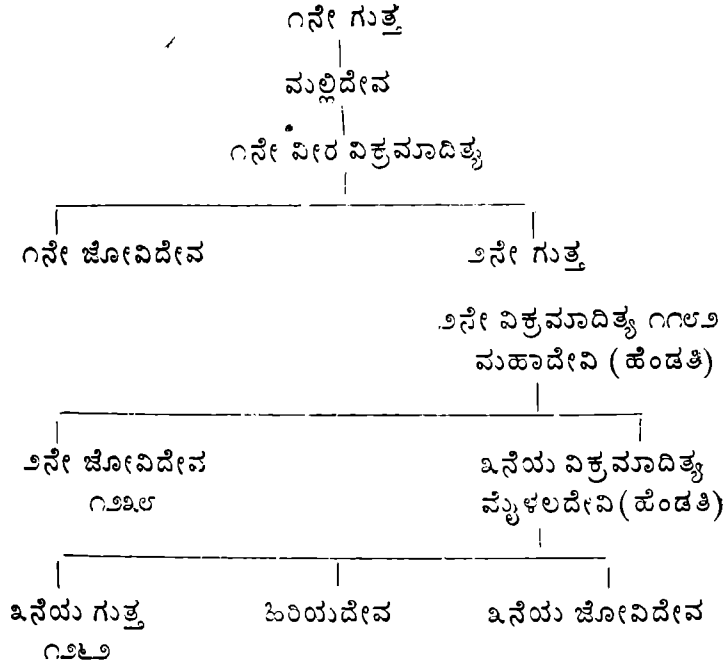 ೧ನೇ ಗುತ್ತ
ಮಲ್ಲಿದೇವ
೧ನೇ ವೀರ ವಿಕ್ರಮಾದಿತ್ಯ
೧ನೇ ಜೋವಿದೇವ ೨ನೇ ಗುತ್ತ
೨ನೇ ವಿಕ್ರಮಾದಿತ್ಯ ೧೧೮೨
ಮಹಾದೇವಿ (ಹೆಂಡತಿ)
೨ನೇ ಜೋವಿದೇವ ೩ನೆಯ ವಿಕ್ರಮಾದಿತ್ಯ
೧೨೩೮ ಮೈಳಲದೇವಿ (ಹೆಂಡತಿ)
೩ನೆಯ ಗುತ್ತ ಹಿರಿಯದೇವ ೩ನೆಯ ಜೋವಿದೇವ
೧೨೬೨